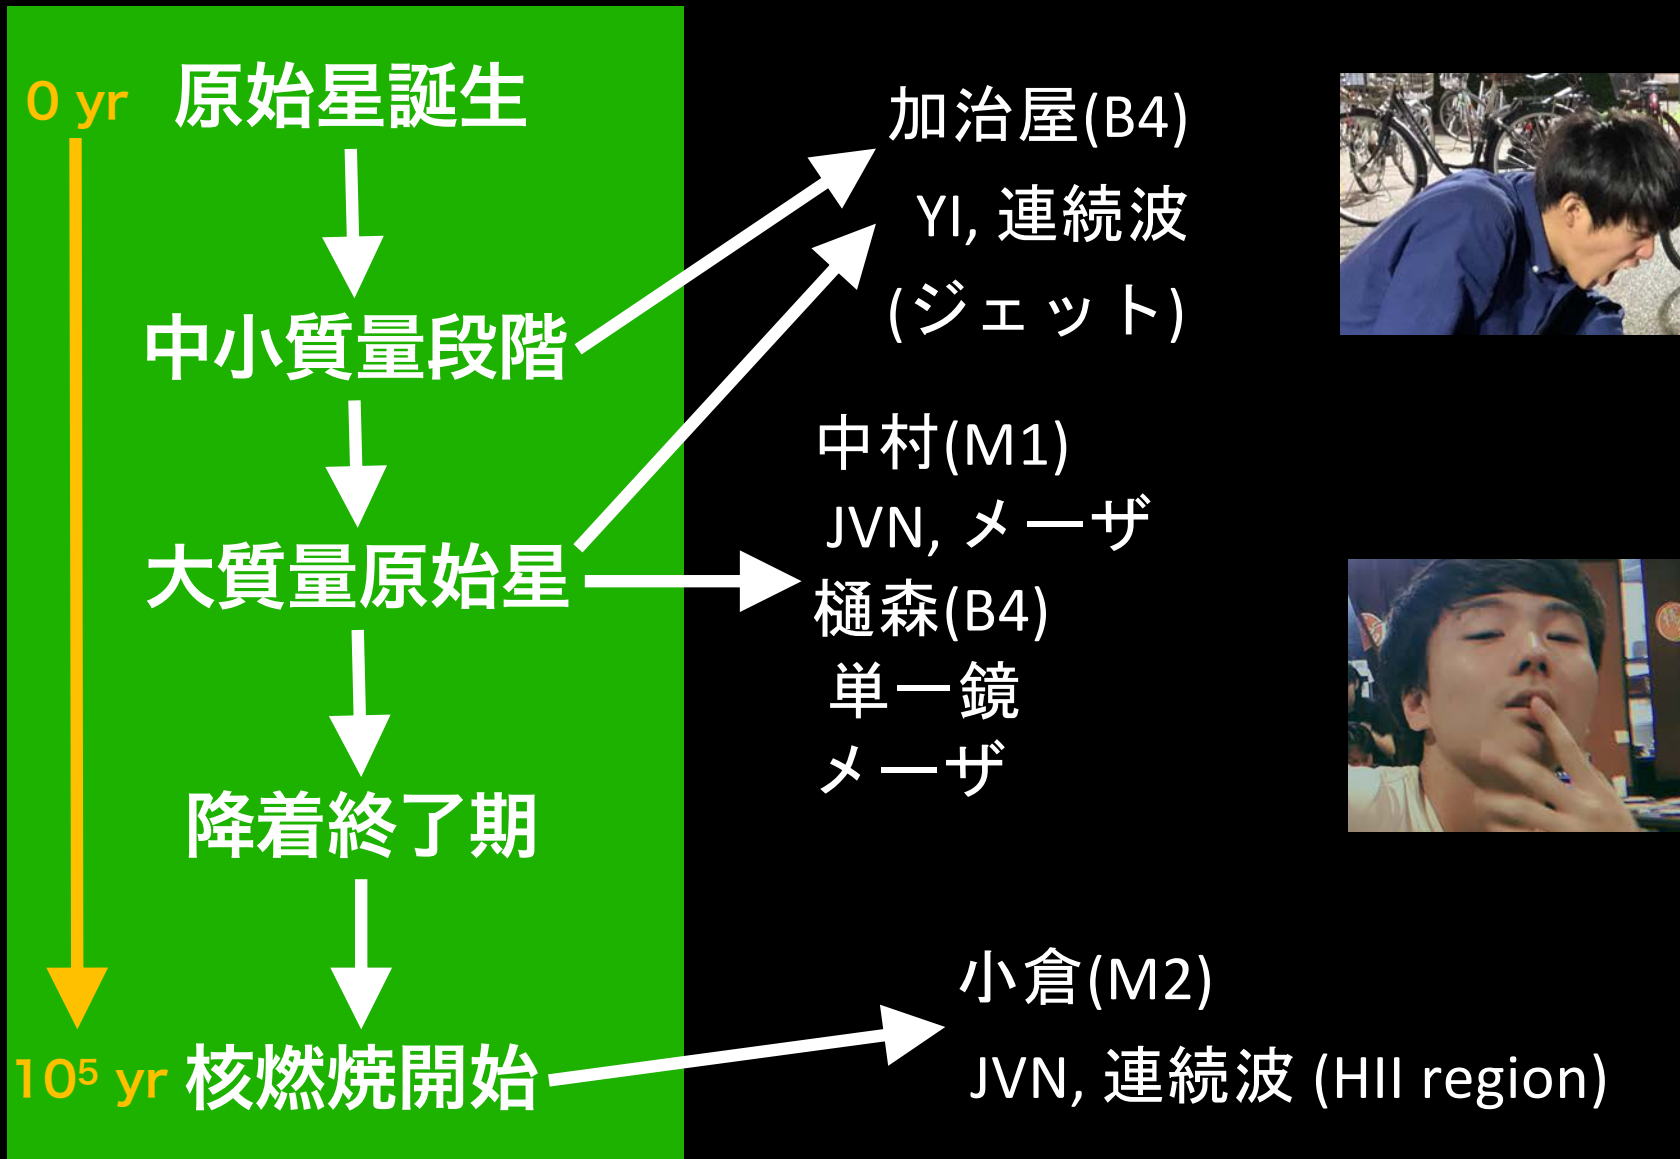 0 yr 原始星誕生
中小質量段階
大質量原始星
降着終了期
10⁵ yr 核燃焼開始
加治屋(B4)
YI, 連続波
(ジェット)
中村(M1)
JVN, メーザ
樋森(B4)
単一鏡
メーザ
小倉(M2)
JVN, 連続波 (HII region)